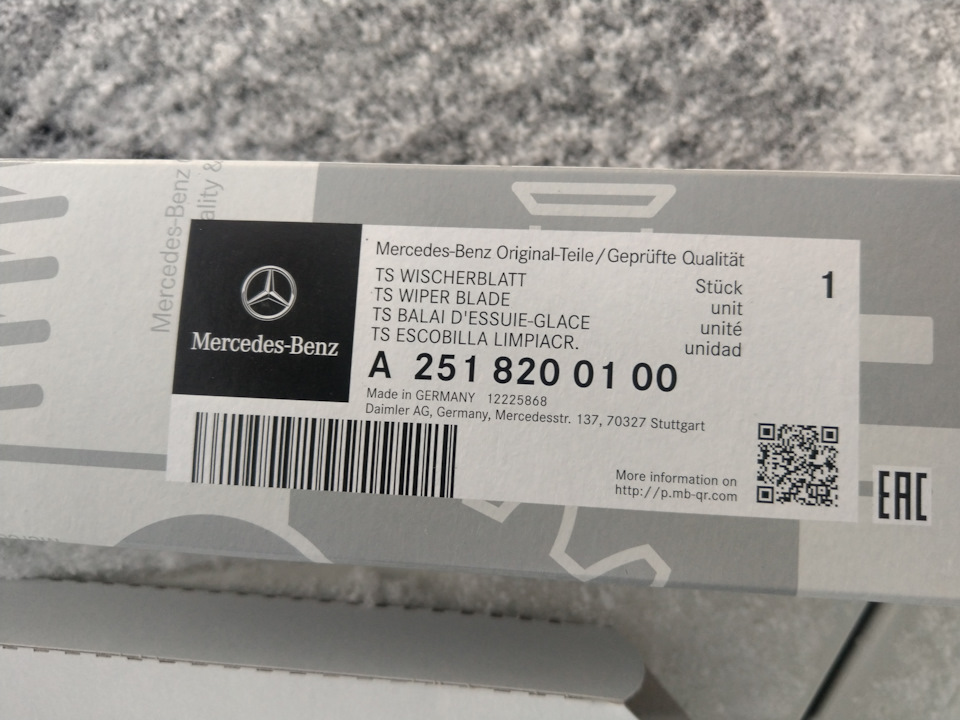 Mercedes-Benz
ality &
Mercedes-Benz
Mercedes-Benz Original-Teile/Geprüfte Qualität
TS WISCHERBLATT Stück 1
TS WIPER BLADE unit
TS BALAI D'ESSUIE-GLACE unité
TS ESCOBILLA LIMPIACR. unidad
A 251 820 01 00
Made in GERMANY 12225868
Daimler AG, Germany, Mercedesstr. 137, 70327 Stuttgart
More information on
http://p.mb-qr.com
EAC